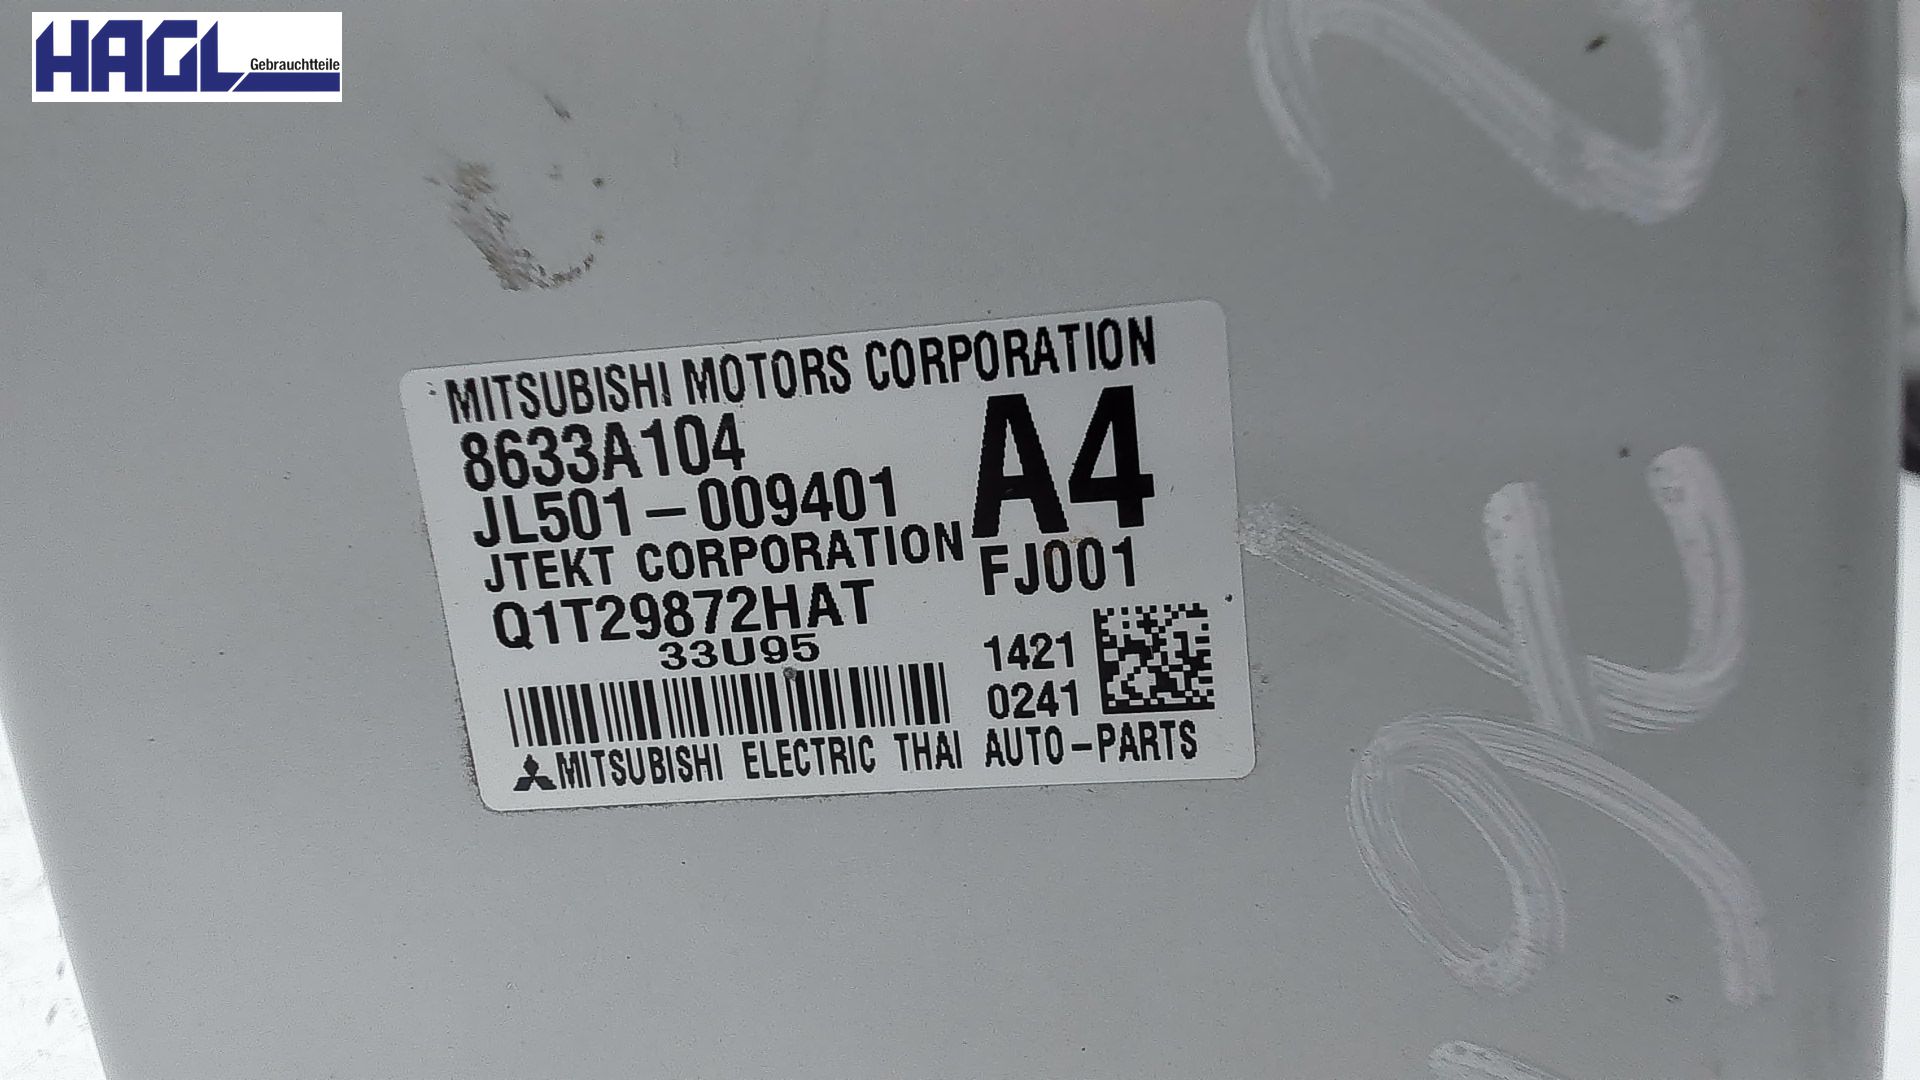 HAGL
Gebrauchtteile
MITSUBISHI MOTORS CORPORATION
8633A104
A4
JL501-009401
JTEKT CORPORATION
FJ001
Q1T29872HAT
33U95
1421
0241
MITSUBISHI ELECTRIC THAI AUTO-PARTS